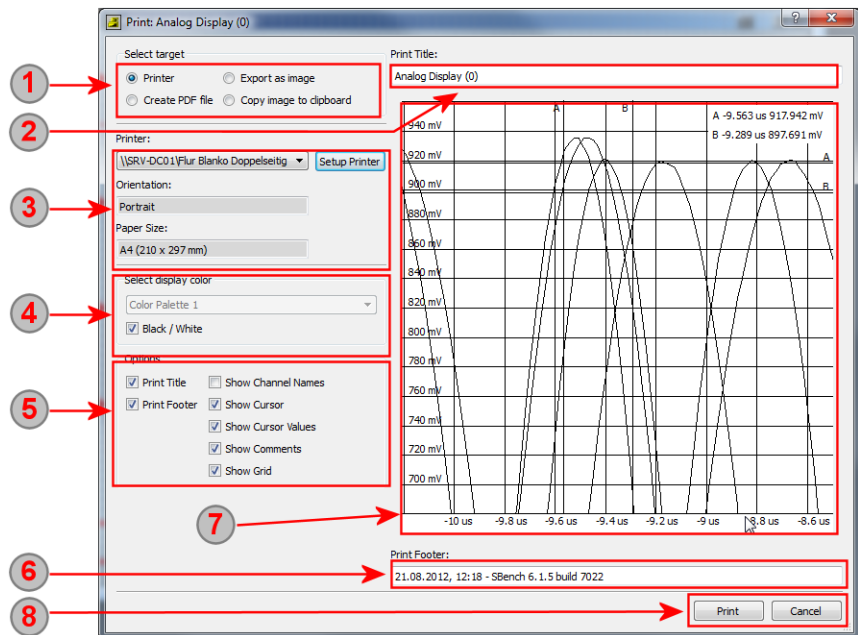 Print: Analog Display (0)
Select target
Printer
Export as image
Create PDF file
Copy image to clipboard
Print Title:
Analog Display (0)
1
2
Printer:
\\SRV-DC01\Flur Blanko Doppelseitig
Setup Printer
Orientation:
Portrait
Paper Size:
A4 (210 x 297 mm)
3
Select display color
Color Palette 1
Black / White
4
Options
Print Title
Show Channel Names
Print Footer
Show Cursor
Show Cursor Values
Show Comments
Show Grid
5
A
B
A -9.563 us 917.942 mV
B -9.289 us 897.691 mV
A
B
940 mV
920 mV
900 mV
880 mV
860 mV
840 mV
820 mV
800 mV
780 mV
760 mV
740 mV
720 mV
700 mV
-10 us -9.8 us -9.6 us -9.4 us -9.2 us -9 us -8.8 us -8.6 us
7
Print Footer:
21.08.2012, 12:18 - SBench 6.1.5 build 7022
6
Print
Cancel
8